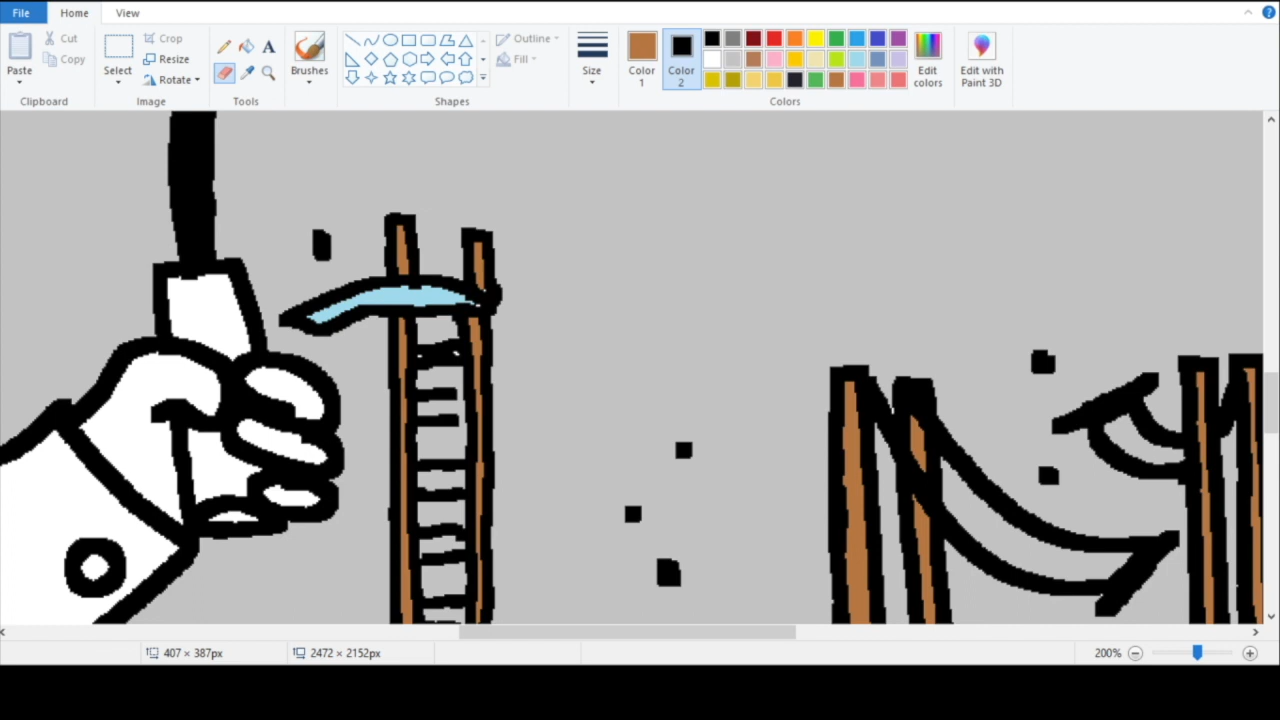 File Home View
Paste Cut Copy Clipboard
Select Crop Resize Rotate Image
A Tools
Brushes
Shapes Outline Fill
Size
Color 1 Color 2 Edit colors Colors
Edit with Paint 3D
407 × 387px 2472 × 2152px 200%